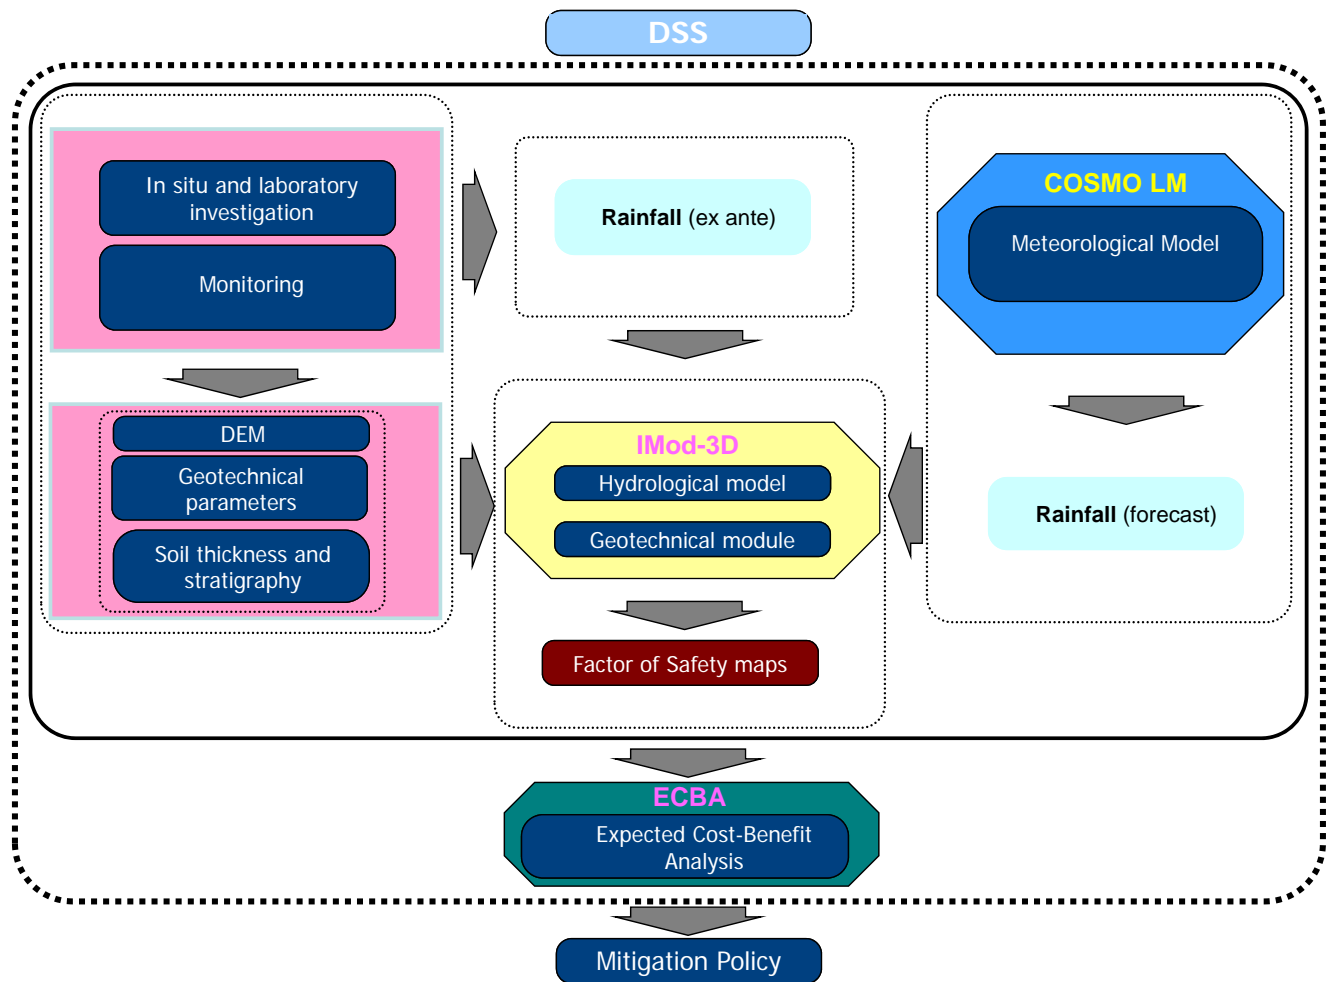 DSS
In situ and laboratory
investigation
Monitoring
Rainfall (ex ante)
COSMO LM
Meteorological Model
DEM
Geotechnical
parameters
Soil thickness and
stratigraphy
IMod-3D
Hydrological model
Geotechnical module
Rainfall (forecast)
Factor of Safety maps
ECBA
Expected Cost-Benefit
Analysis
Mitigation Policy